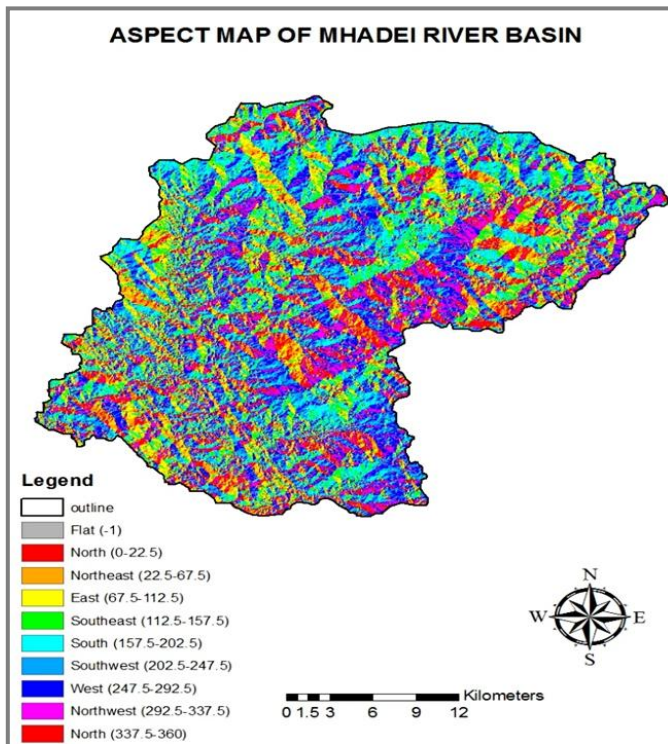 ASPECT MAP OF MHADEI RIVER BASIN
Legend
outline
Flat (-1)
North (0-22.5)
Northeast (22.5-67.5)
East (67.5-112.5)
Southeast (112.5-157.5)
South (157.5-202.5)
Southwest (202.5-247.5)
West (247.5-292.5)
Northwest (292.5-337.5)
North (337.5-360)
N
W E
S
Kilometers
0 1.5 3 6 9 12